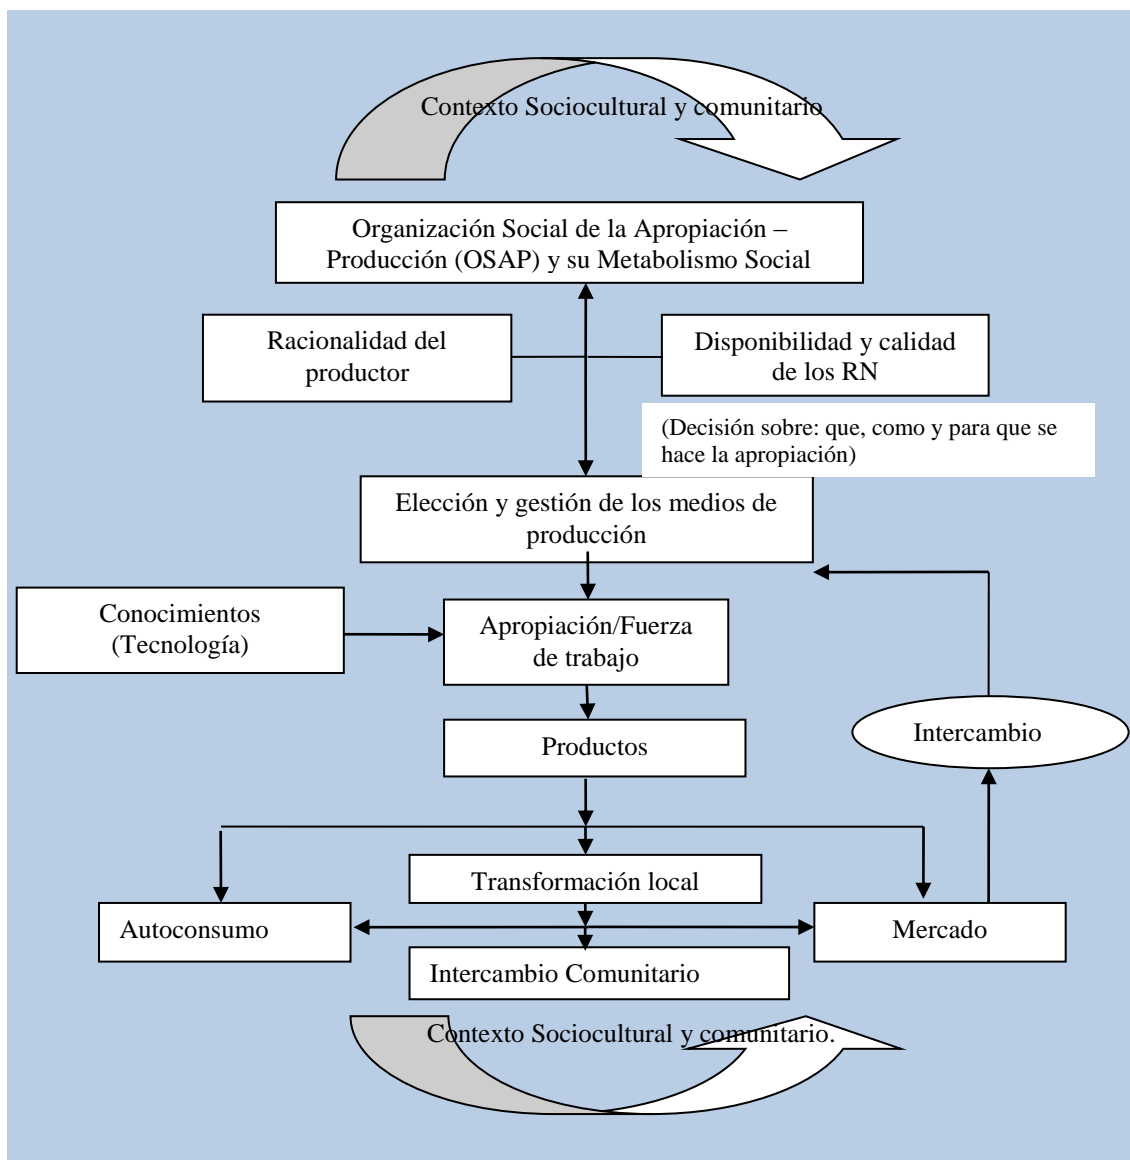 Contexto Sociocultural y comunitario
Organización Social de la Apropiación –
Producción (OSAP) y su Metabolismo Social
Racionalidad del
productor
Disponibilidad y calidad
de los RN
(Decisión sobre: que, como y para que se
hace la apropiación)
Elección y gestión de los medios de
producción
Conocimientos
(Tecnología)
Apropiación/Fuerza
de trabajo
Productos
Intercambio
Transformación local
Autoconsumo
Mercado
Intercambio Comunitario
Contexto Sociocultural y comunitario.